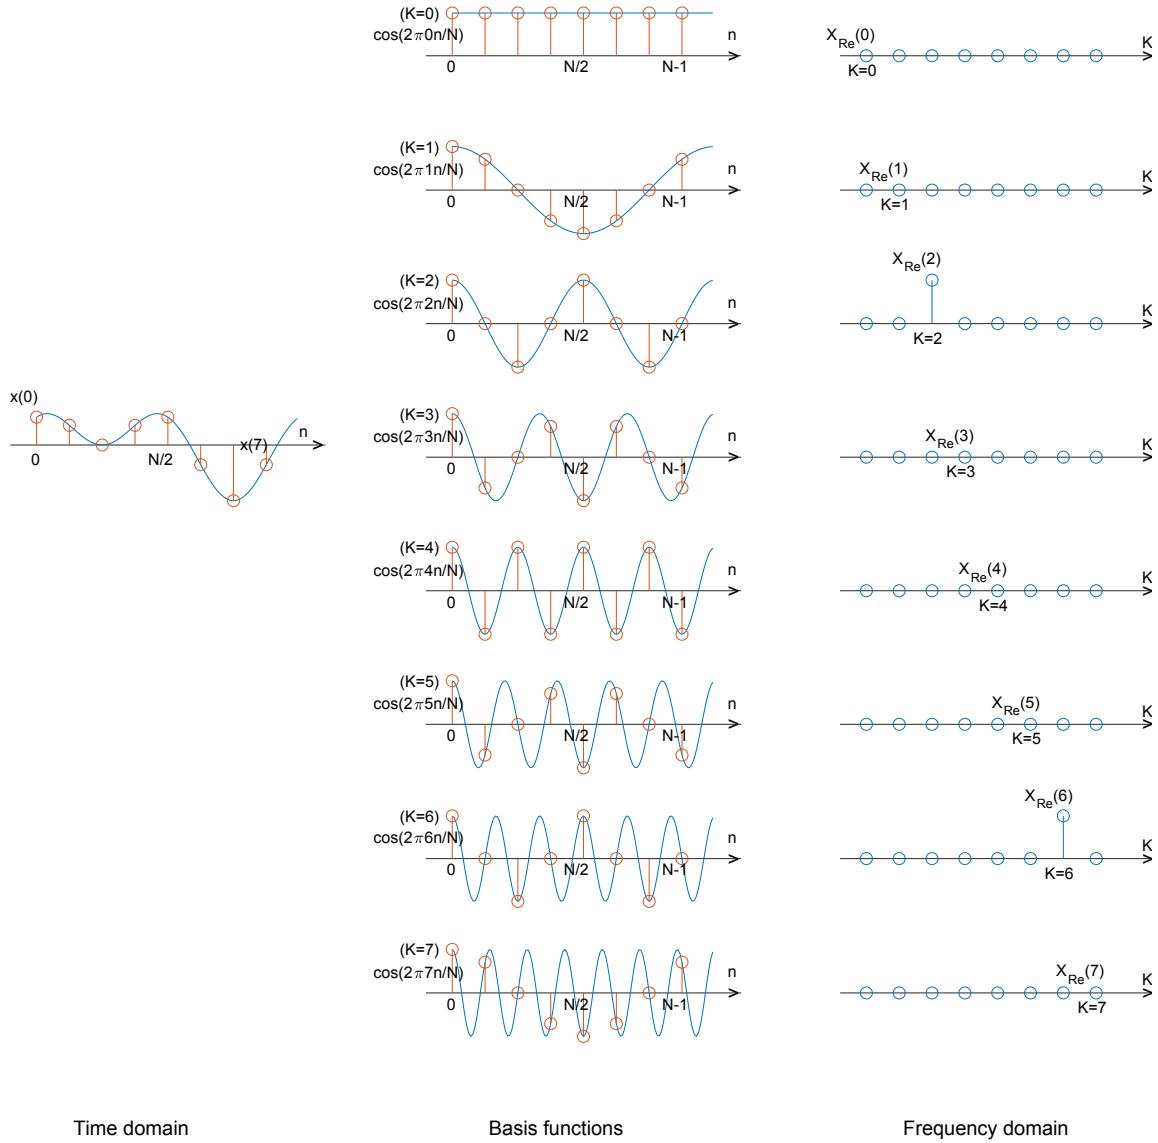 x(0)
x(7)
n
0
N/2
(K=0)
cos(2π0n/N)
n
0
N/2
N-1
X_Re(0)
K=0
K
(K=1)
cos(2π1n/N)
n
0
N/2
N-1
X_Re(1)
K=1
K
(K=2)
cos(2π2n/N)
n
0
N/2
N-1
X_Re(2)
K=2
K
(K=3)
cos(2π3n/N)
n
0
N/2
N-1
X_Re(3)
K=3
K
(K=4)
cos(2π4n/N)
n
0
N/2
N-1
X_Re(4)
K=4
K
(K=5)
cos(2π5n/N)
n
0
N/2
N-1
X_Re(5)
K=5
K
(K=6)
cos(2π6n/N)
n
0
N/2
N-1
X_Re(6)
K=6
K
(K=7)
cos(2π7n/N)
n
0
N/2
N-1
X_Re(7)
K=7
K
Time domain
Basis functions
Frequency domain